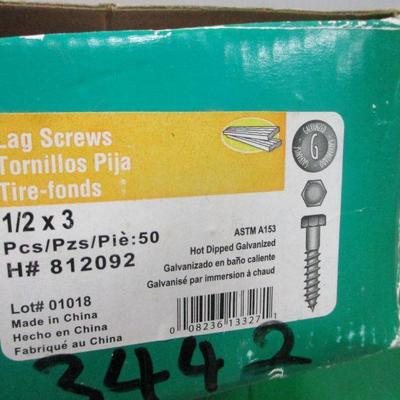 Lag Screws
Tornillos Pija
Tire-fonds
1/2 x 3
Pcs/Pzs/Piè:50
H# 812092
Lot# 01018
Made in China
Hecho en China
Fabriqué au China
GALVANIZED
G
ASTM A153
Hot Dipped Galvanized
Galvanizado en baño caliente
Galvanisé par immersion à chaud
0 08236 13327 1
3442